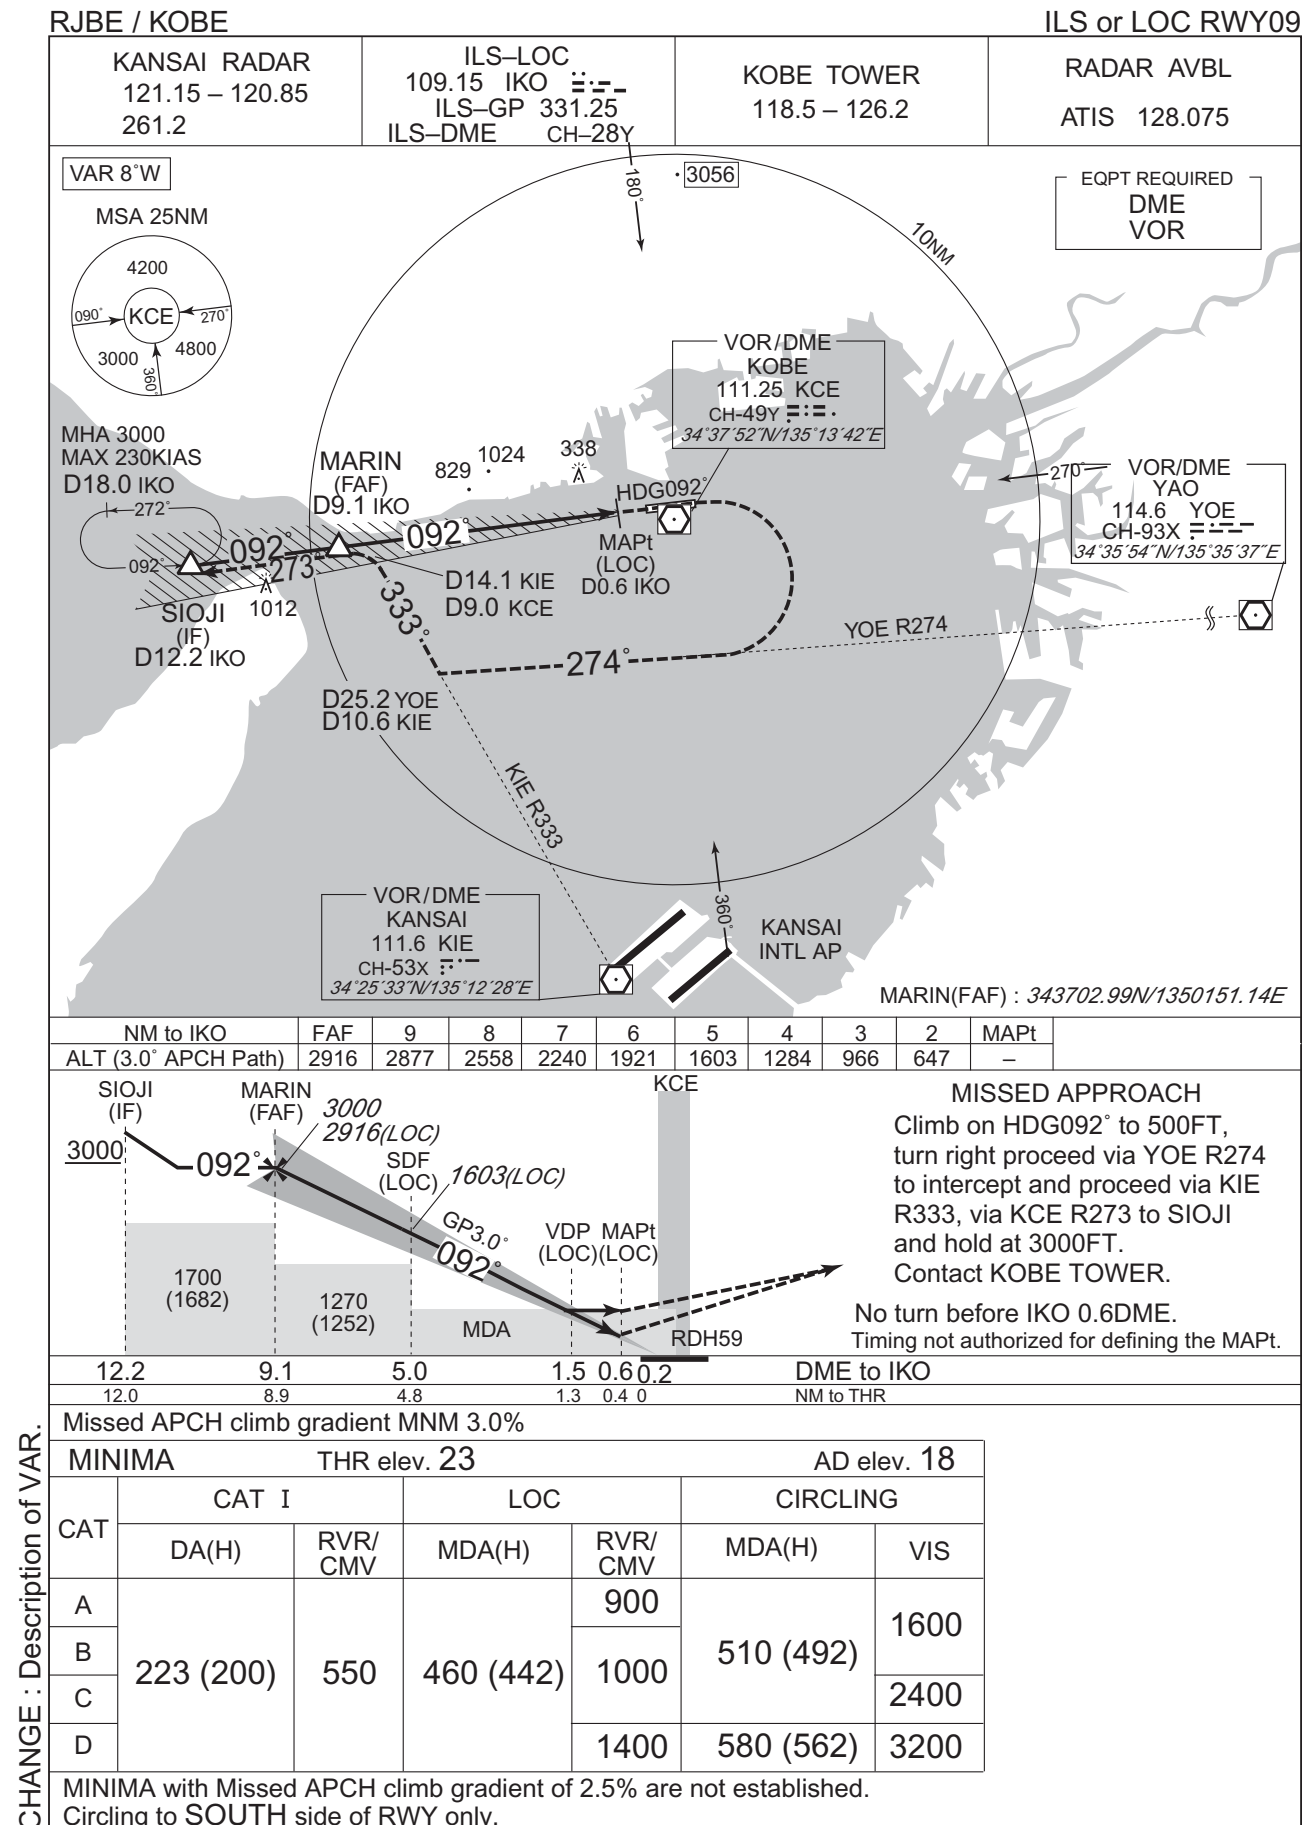 RJBE / KOBE
ILS or LOC RWY09
KANSAI RADAR
121.15 – 120.85
261.2
ILS–LOC
109.15 IKO
ILS–GP 331.25
ILS–DME CH–28Y
KOBE TOWER
118.5 – 126.2
RADAR AVBL
ATIS 128.075
VAR 8˚W
MSA 25NM
4200
090˚
KCE
270˚
3000
4800
360˚
180˚
3056
10NM
EQPT REQUIRED
DME
VOR
VOR/DME
KOBE
111.25 KCE
CH-49Y
34˚37´52˝N/135˚13´42˝E
MHA 3000
MAX 230KIAS
D18.0 IKO
272˚
092˚
MARIN
(FAF)
D9.1 IKO
829
1024
338
HDG092˚
270˚
VOR/DME
YAO
114.6 YOE
CH-93X
34˚35´54˝N/135˚35´37˝E
092˚
092˚
273˚
MAPt
(LOC)
D0.6 IKO
D14.1 KIE
D9.0 KCE
1012
SIOJI
(IF)
D12.2 IKO
333˚
274˚
YOE R274
D25.2 YOE
D10.6 KIE
KIE R333
VOR/DME
KANSAI
111.6 KIE
CH-53X
34˚25´33˝N/135˚12´28˝E
360˚
KANSAI
INTL AP
MARIN(FAF) : 343702.99N/1350151.14E
NM to IKO FAF 9 8 7 6 5 4 3 2 MAPt
ALT (3.0˚ APCH Path) 2916 2877 2558 2240 1921 1603 1284 966 647 –
SIOJI
(IF)
MARIN
(FAF)
3000
2916(LOC)
3000
092˚
SDF
(LOC)
1603(LOC)
GP3.0˚
092˚
VDP
(LOC)
MAPt
(LOC)
KCE
1700
(1682)
1270
(1252)
MDA
RDH59
MISSED APPROACH
Climb on HDG092˚ to 500FT,
turn right proceed via YOE R274
to intercept and proceed via KIE
R333, via KCE R273 to SIOJI
and hold at 3000FT.
Contact KOBE TOWER.
No turn before IKO 0.6DME.
Timing not authorized for defining the MAPt.
12.2 9.1 5.0 1.5 0.6 0.2 DME to IKO
12.0 8.9 4.8 1.3 0.4 0 NM to THR
Missed APCH climb gradient MNM 3.0%
MINIMA THR elev. 23 AD elev. 18
CAT CAT I LOC CIRCLING
DA(H) RVR/CMV MDA(H) RVR/CMV MDA(H) VIS
A 223 (200) 550 460 (442) 900 510 (492) 1600
B 1000
C 2400
D 1400 580 (562) 3200
MINIMA with Missed APCH climb gradient of 2.5% are not established.
Circling to SOUTH side of RWY only.
CHANGE : Description of VAR.